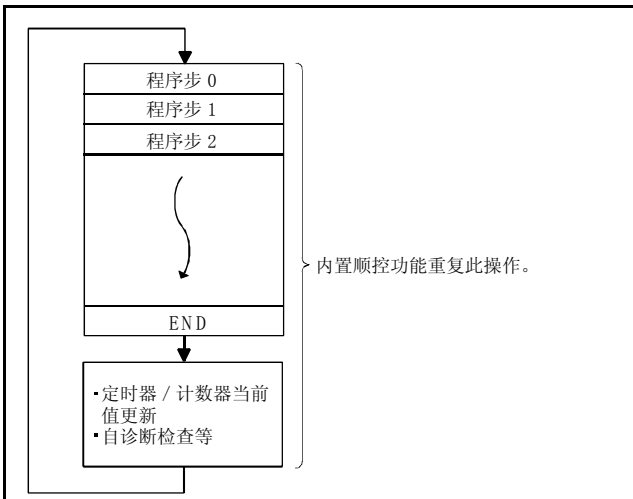 程序步 0
程序步 1
程序步 2
内置顺控功能重复此操作。
END
▪定时器 / 计数器当前
值更新
▪自诊断检查等